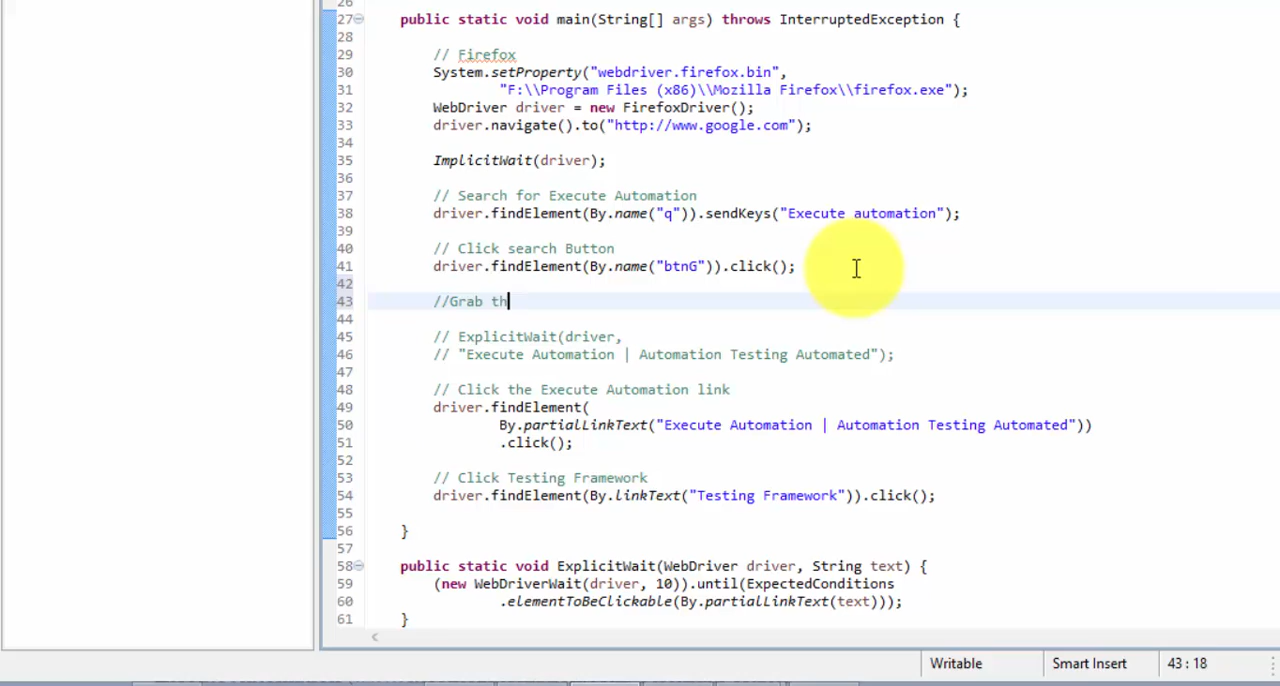 26
27 public static void main(String[] args) throws InterruptedException {
28
29 // Firefox
30 System.setProperty("webdriver.firefox.bin",
31 "F:\\Program Files (x86)\\Mozilla Firefox\\firefox.exe");
32 WebDriver driver = new FirefoxDriver();
33 driver.navigate().to("http://www.google.com");
34
35 ImplicitWait(driver);
36
37 // Search for Execute Automation
38 driver.findElement(By.name("q")).sendKeys("Execute automation");
39
40 // Click search Button
41 driver.findElement(By.name("btnG")).click();
42
43 //Grab th
44
45 // ExplicitWait(driver,
46 // "Execute Automation | Automation Testing Automated");
47
48 // Click the Execute Automation link
49 driver.findElement(
50 By.partialLinkText("Execute Automation | Automation Testing Automated"))
51 .click();
52
53 // Click Testing Framework
54 driver.findElement(By.linkText("Testing Framework")).click();
55
56 }
57
58 public static void ExplicitWait(WebDriver driver, String text) {
59 (new WebDriverWait(driver, 10)).until(ExpectedConditions
60 .elementToBeClickable(By.partialLinkText(text)));
61 }
Writable Smart Insert 43 : 18